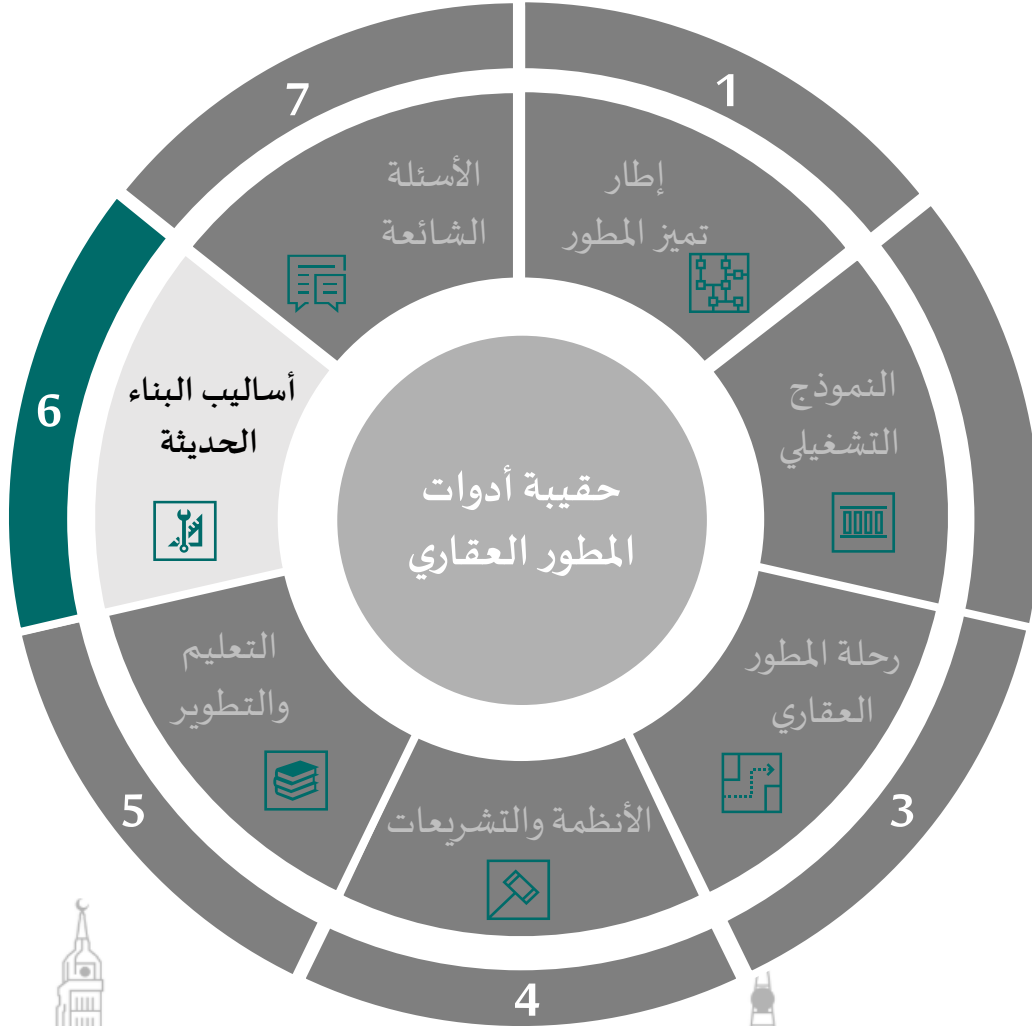 حقيبة أدوات
المطور العقاري
1
إطار
تميز المطور
النموذج
التشغيلي
3
رحلة المطور
العقاري
4
الأنظمة والتشريعات
5
التعليم
والتطوير
6
أساليب البناء
الحديثة
7
الأسئلة
الشائعة